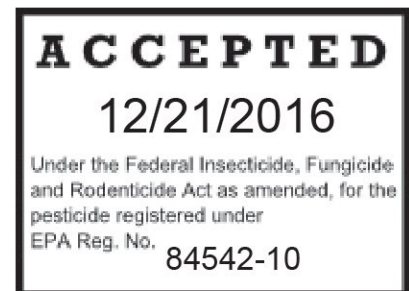 ACCEPTED
12/21/2016
Under the Federal Insecticide, Fungicide
and Rodenticide Act as amended, for the
pesticide registered under
EPA Reg. No. 84542-10